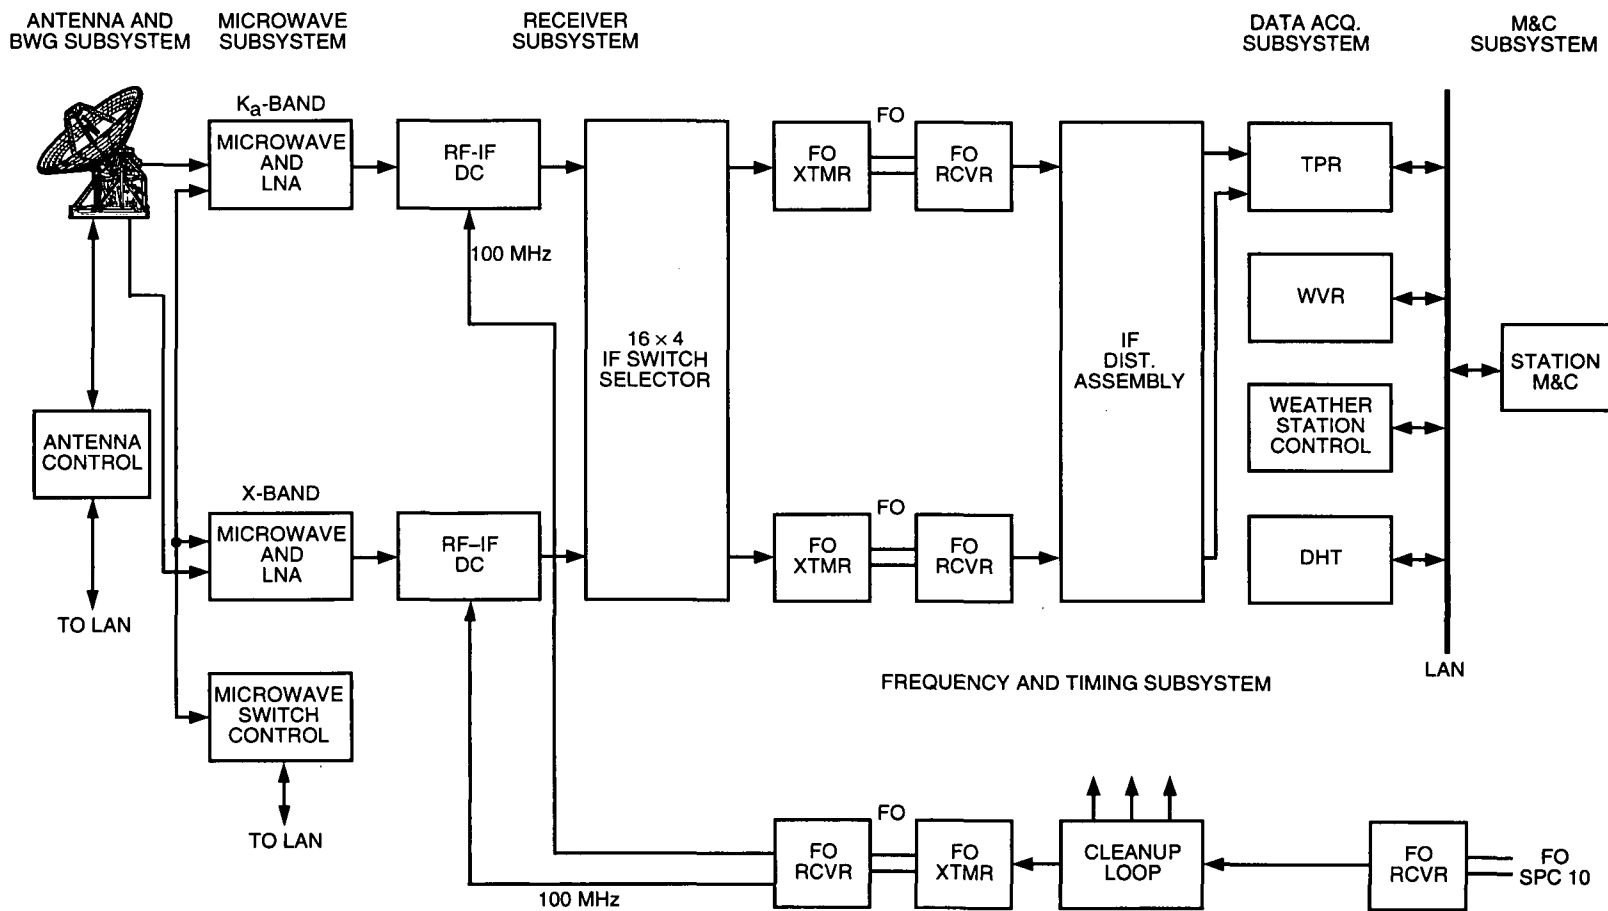 ANTENNA AND
BWG SUBSYSTEM
MICROWAVE
SUBSYSTEM
RECEIVER
SUBSYSTEM
DATA ACQ.
SUBSYSTEM
M&C
SUBSYSTEM
Ka-BAND
MICROWAVE
AND
LNA
RF-IF
DC
100 MHz
16 × 4
IF SWITCH
SELECTOR
FO
XTMR
FO
FO
RCVR
IF
DIST.
ASSEMBLY
TPR
WVR
WEATHER
STATION
CONTROL
DHT
STATION
M&C
LAN
ANTENNA
CONTROL
TO LAN
X-BAND
MICROWAVE
AND
LNA
RF–IF
DC
FO
XTMR
FO
FO
RCVR
MICROWAVE
SWITCH
CONTROL
TO LAN
FREQUENCY AND TIMING SUBSYSTEM
100 MHz
FO
RCVR
FO
FO
XTMR
CLEANUP
LOOP
FO
RCVR
FO
SPC 10